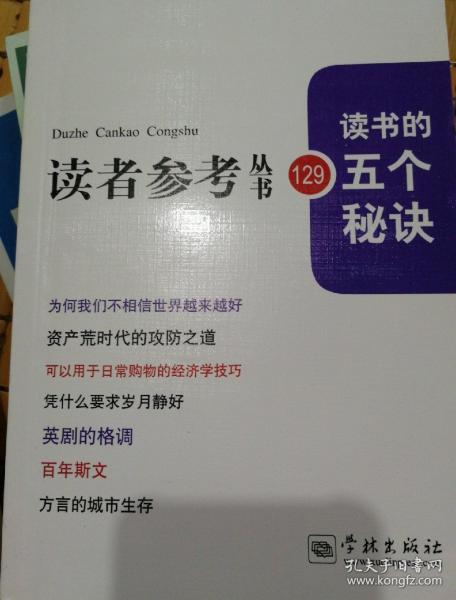 Duzhe Cankao Congshu
读者参考丛书
129
读书的
五个
秘诀
为何我们不相信世界越来越好
资产荒时代的攻防之道
可以用于日常购物的经济学技巧
凭什么要求岁月静好
英剧的格调
百年斯文
方言的城市生存
学林出版社
孔夫子旧书网
www.kongfz.com